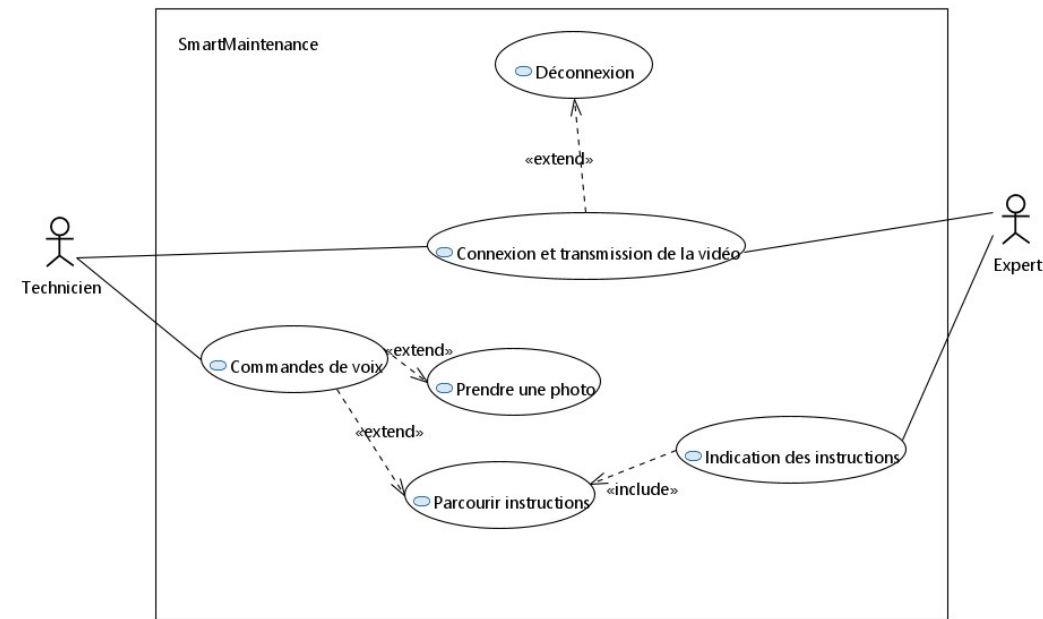 SmartMaintenance
Déconnexion
«extend»
Connexion et transmission de la vidéo
Technicien
Expert
Commandes de voix
«extend»
Prendre une photo
«extend»
Indication des instructions
«include»
Parcourir instructions